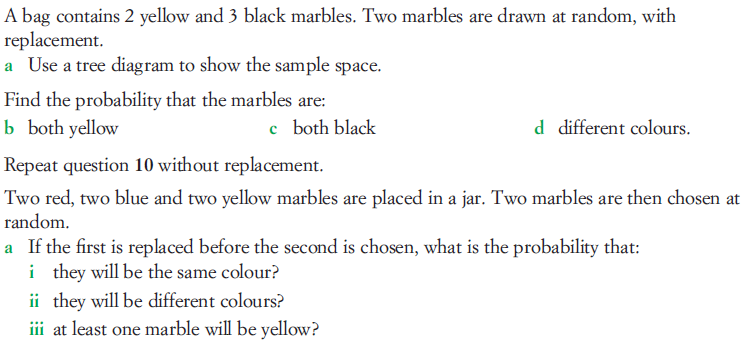 A bag contains 2 yellow and 3 black marbles. Two marbles are drawn at random, with
replacement.
a Use a tree diagram to show the sample space.
Find the probability that the marbles are:
b both yellow c both black d different colours.
Repeat question 10 without replacement.
Two red, two blue and two yellow marbles are placed in a jar. Two marbles are then chosen at
random.
a If the first is replaced before the second is chosen, what is the probability that:
i they will be the same colour?
ii they will be different colours?
iii at least one marble will be yellow?